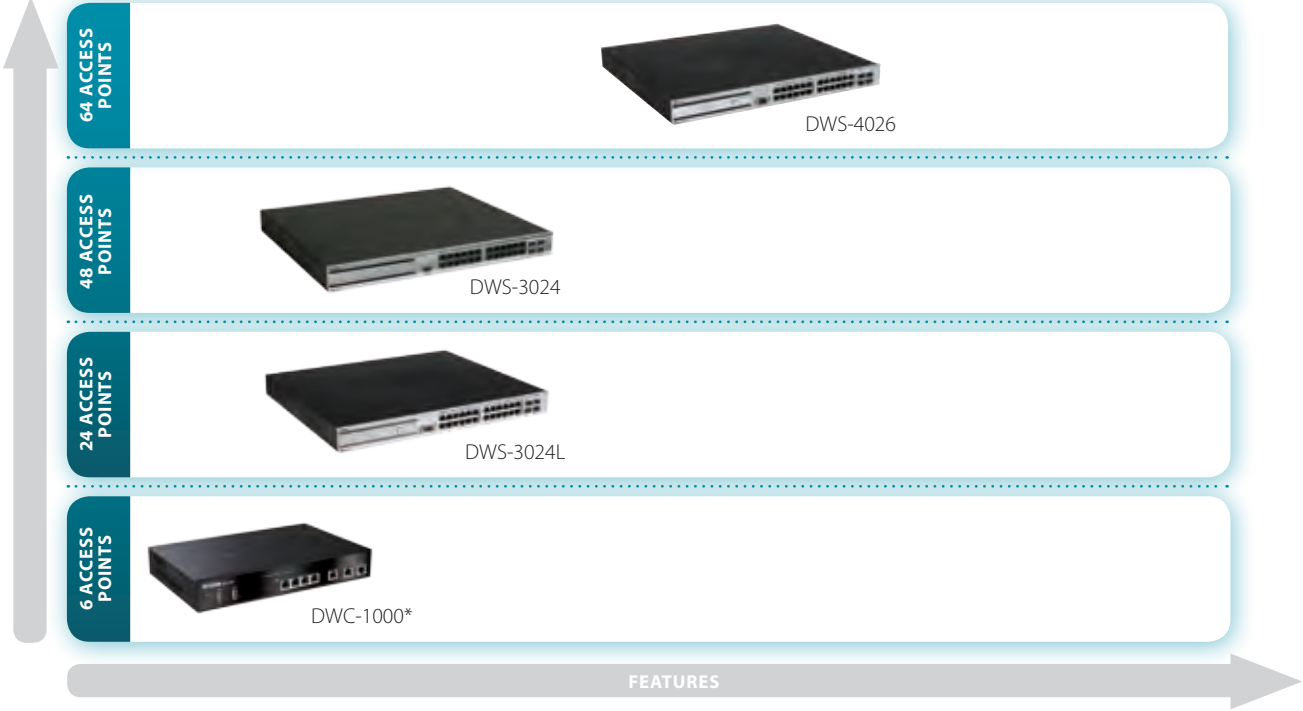 64 ACCESS
POINTS
DWS-4026
48 ACCESS
POINTS
DWS-3024
24 ACCESS
POINTS
DWS-3024L
6 ACCESS
POINTS
DWC-1000*
FEATURES